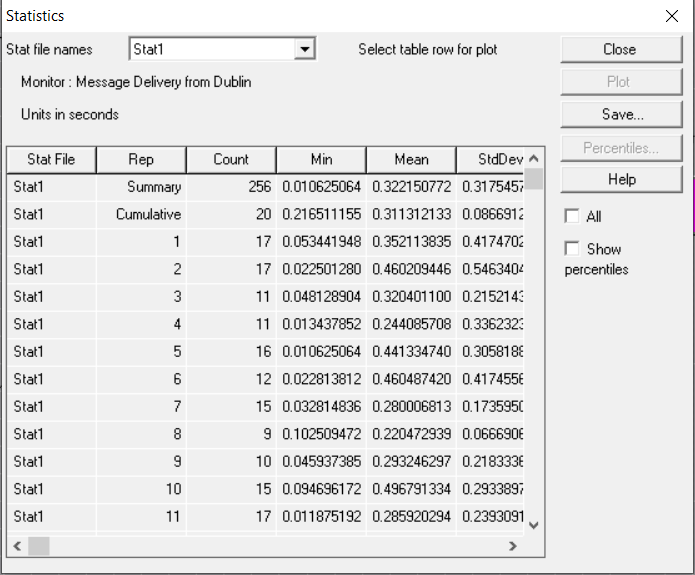 Statistics
Stat file names Stat1 Select table row for plot Close
Monitor : Message Delivery from Dublin Plot
Units in seconds Save...
Percentiles...
Help
All
Show
percentiles
Stat File Rep Count Min Mean StdDev
Stat1 Summary 256 0.010625064 0.322150772 0.3175457
Stat1 Cumulative 20 0.216511155 0.311312133 0.0866912
Stat1 1 17 0.053441948 0.352113835 0.4174702
Stat1 2 17 0.022501280 0.460209446 0.5463404
Stat1 3 11 0.048128904 0.320401100 0.2152143
Stat1 4 11 0.013437852 0.244085708 0.3362323
Stat1 5 16 0.010625064 0.441334740 0.3058188
Stat1 6 12 0.022813812 0.460487420 0.4174556
Stat1 7 15 0.032814836 0.280006813 0.1735950
Stat1 8 9 0.102509472 0.220472939 0.0666906
Stat1 9 10 0.045937385 0.293246297 0.2183336
Stat1 10 15 0.094696172 0.496791334 0.2933897
Stat1 11 17 0.011875192 0.285920294 0.2393091